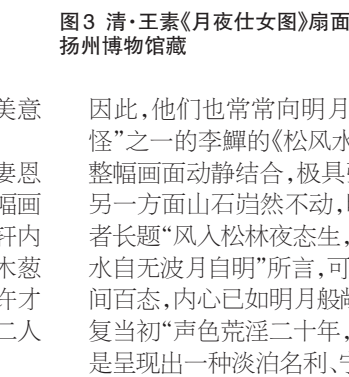 图3 清·王素《月夜仕女图》扇面
扬州博物馆藏
美意
妻恩
幅画
轩内
木葱
午才
二人
因此，他们也常常向明月
怪”之一的李鱓的《松风水
整幅画面动静结合，极具
另一方面山石岿然不动，
者长题“风入松林夜态生，
水自无波月自明”所言，可
间百态，内心已如明月般
复当初“声色荒淫二十年，
是呈现出一种淡泊名利、